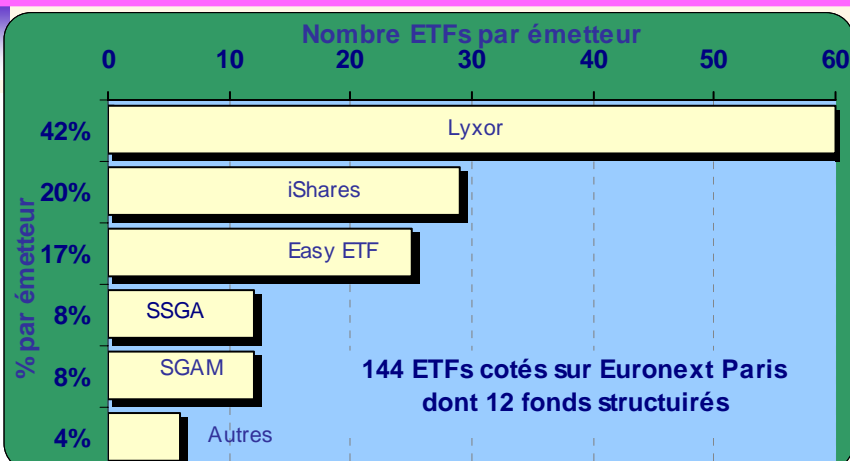 Nombre ETFs par émetteur
0 10 20 30 40 50 60
% par émetteur
42% Lyxor
20% iShares
17% Easy ETF
8% SSGA
8% SGAM
4% Autres
144 ETFs cotés sur Euronext Paris
dont 12 fonds structuirés